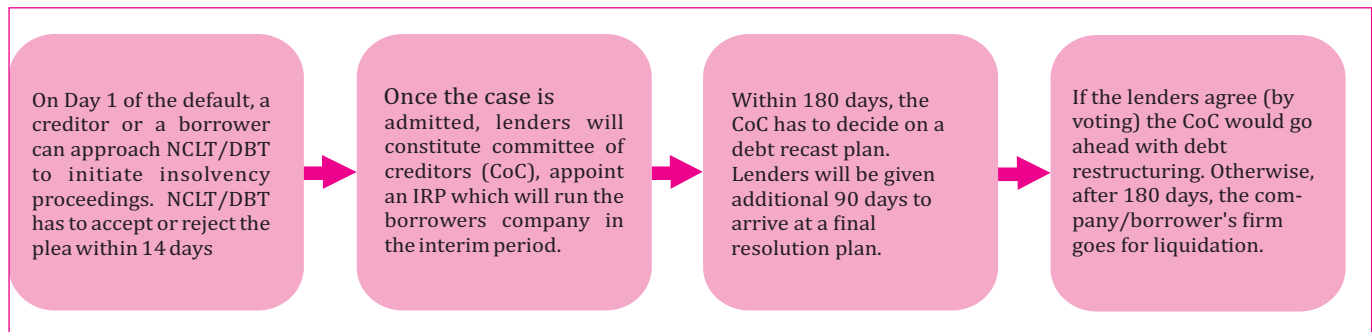 On Day 1 of the default, a
creditor or a borrower
can approach NCLT/DBT
to initiate insolvency
proceedings. NCLT/DBT
has to accept or reject the
plea within 14 days
Once the case is
admitted, lenders will
constitute committee of
creditors (CoC), appoint
an IRP which will run the
borrowers company in
the interim period.
Within 180 days, the
CoC has to decide on a
debt recast plan.
Lenders will be given
additional 90 days to
arrive at a final
resolution plan.
If the lenders agree (by
voting) the CoC would go
ahead with debt
restructuring. Otherwise,
after 180 days, the com-
pany/borrower's firm
goes for liquidation.